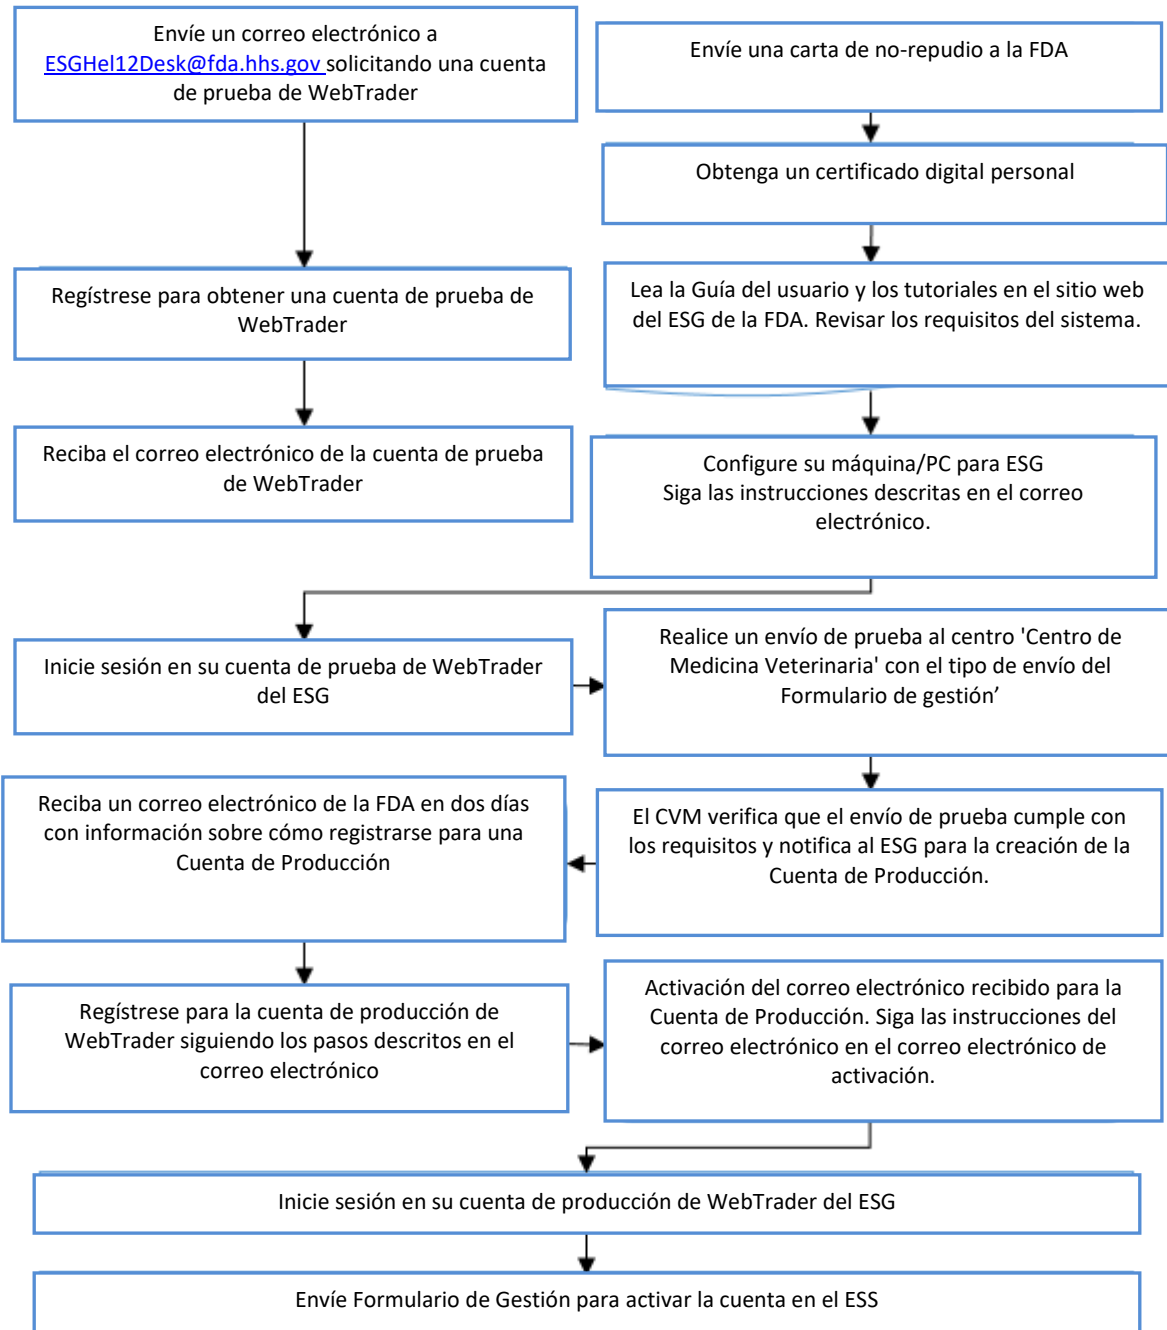 Envíe un correo electrónico a
ESGHel12Desk@fda.hhs.gov solicitando una cuenta
de prueba de WebTrader
Envíe una carta de no-repudio a la FDA
Obtenga un certificado digital personal
Regístrese para obtener una cuenta de prueba de
WebTrader
Lea la Guía del usuario y los tutoriales en el sitio web
del ESG de la FDA. Revisar los requisitos del sistema.
Reciba el correo electrónico de la cuenta de prueba
de WebTrader
Configure su máquina/PC para ESG
Siga las instrucciones descritas en el correo
electrónico.
Inicie sesión en su cuenta de prueba de WebTrader
del ESG
Realice un envío de prueba al centro 'Centro de
Medicina Veterinaria' con el tipo de envío del
Formulario de gestión’
Reciba un correo electrónico de la FDA en dos días
con información sobre cómo registrarse para una
Cuenta de Producción
El CVM verifica que el envío de prueba cumple con
los requisitos y notifica al ESG para la creación de la
Cuenta de Producción.
Regístrese para la cuenta de producción de
WebTrader siguiendo los pasos descritos en el
correo electrónico
Activación del correo electrónico recibido para la
Cuenta de Producción. Siga las instrucciones del
correo electrónico en el correo electrónico de
activación.
Inicie sesión en su cuenta de producción de WebTrader del ESG
Envíe Formulario de Gestión para activar la cuenta en el ESS